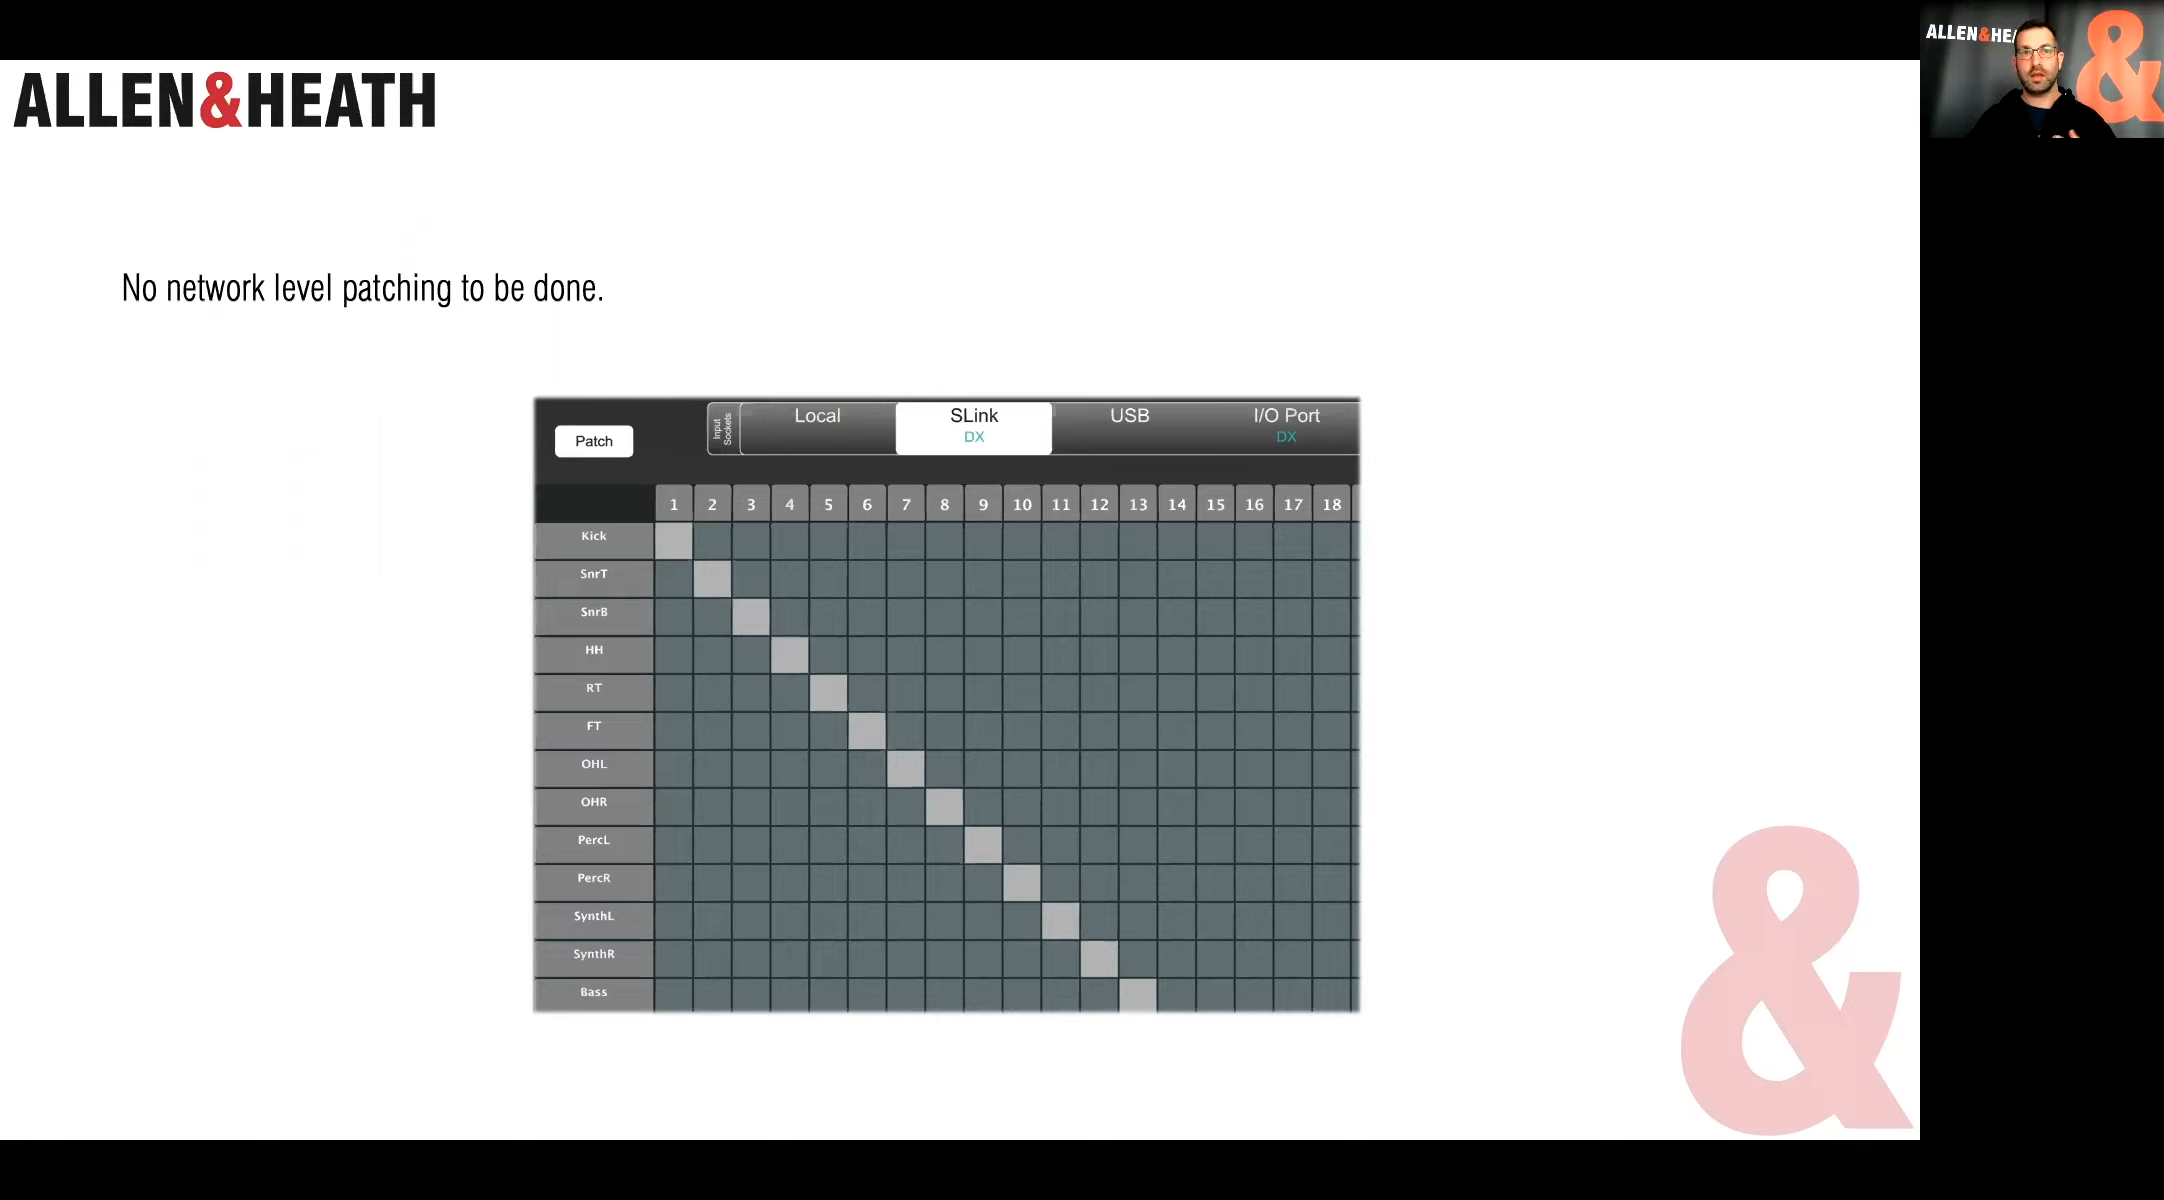 ALLEN&HEATH
ALLEN&HEA
&
No network level patching to be done.
Patch
Input Sockets
Local
SLink
DX
USB
I/O Port
DX
1 2 3 4 5 6 7 8 9 10 11 12 13 14 15 16 17 18
Kick
SnrT
SnrB
HH
RT
FT
OHL
OHR
PercL
PercR
SynthL
SynthR
Bass
&